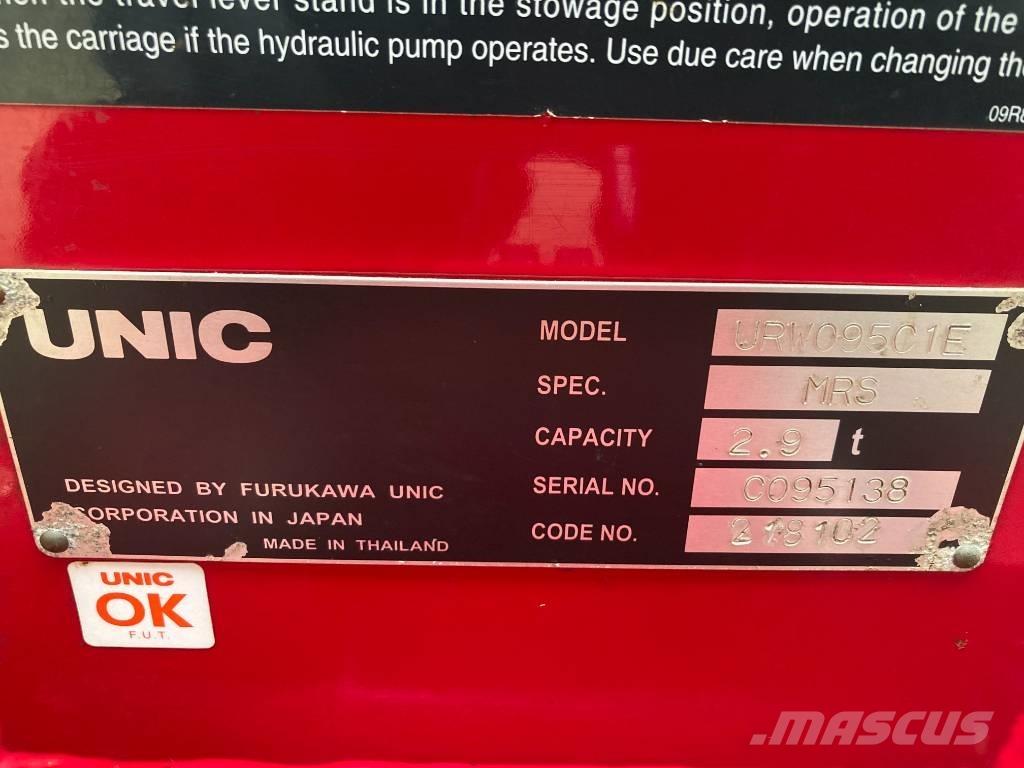 the travel lever stand is in the stowage position, operation of the
s the carriage if the hydraulic pump operates. Use due care when changing the
09R
UNIC
MODEL URW095C1E
SPEC. MRS
CAPACITY 2.9 t
SERIAL NO. C095138
CODE NO. 218102
DESIGNED BY FURUKAWA UNIC
CORPORATION IN JAPAN
MADE IN THAILAND
UNIC
OK
F.U.T.
MASCUS